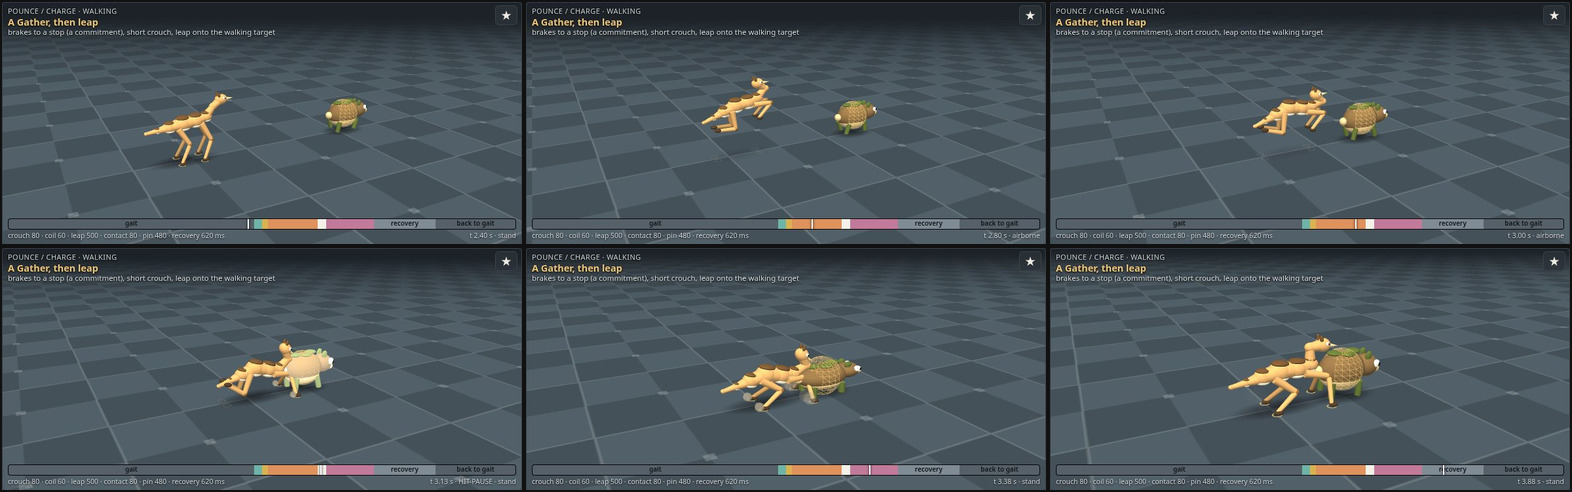 POUNCE / CHARGE - WALKING
A Gather, then leap
brakes to a stop (a commitment), short crouch, leap onto the walking target
gait
recovery
back to gait
crouch 80 - coil 60 - leap 500 - contact 80 - pin 480 - recovery 620 ms
t 2.40 s - stand
POUNCE / CHARGE - WALKING
A Gather, then leap
brakes to a stop (a commitment), short crouch, leap onto the walking target
gait
recovery
back to gait
crouch 80 - coil 60 - leap 500 - contact 80 - pin 480 - recovery 620 ms
t 2.80 s - airborne
POUNCE / CHARGE - WALKING
A Gather, then leap
brakes to a stop (a commitment), short crouch, leap onto the walking target
gait
recovery
back to gait
crouch 80 - coil 60 - leap 500 - contact 80 - pin 480 - recovery 620 ms
t 3.00 s - airborne
POUNCE / CHARGE - WALKING
A Gather, then leap
brakes to a stop (a commitment), short crouch, leap onto the walking target
gait
recovery
back to gait
crouch 80 - coil 60 - leap 500 - contact 80 - pin 480 - recovery 620 ms
t 3.13 s - HIT-PAUSE - stand
POUNCE / CHARGE - WALKING
A Gather, then leap
brakes to a stop (a commitment), short crouch, leap onto the walking target
gait
recovery
back to gait
crouch 80 - coil 60 - leap 500 - contact 80 - pin 480 - recovery 620 ms
t 3.38 s - stand
POUNCE / CHARGE - WALKING
A Gather, then leap
brakes to a stop (a commitment), short crouch, leap onto the walking target
gait
recovery
back to gait
crouch 80 - coil 60 - leap 500 - contact 80 - pin 480 - recovery 620 ms
t 3.88 s - stand